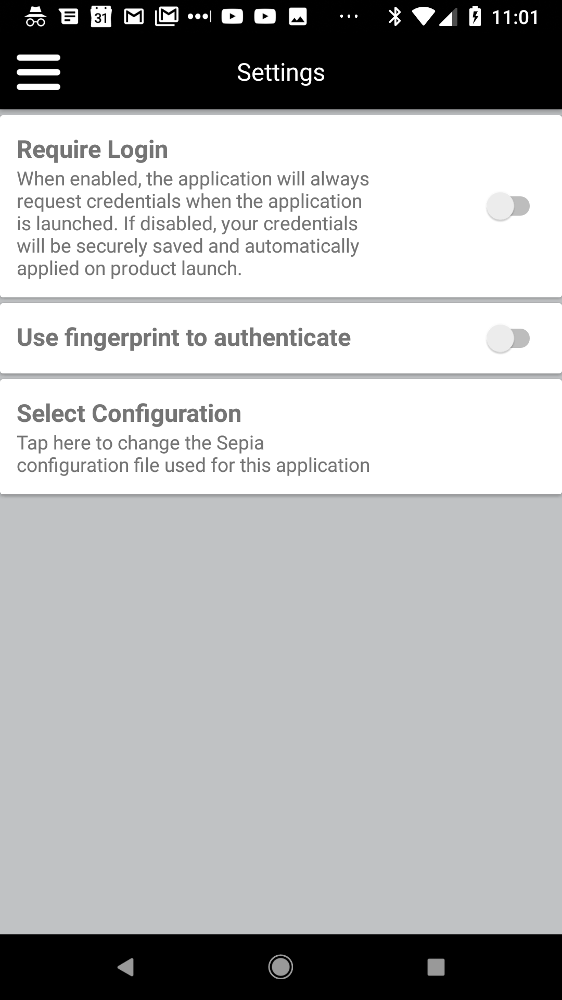 31
11:01
Settings
Require Login
When enabled, the application will always
request credentials when the application
is launched. If disabled, your credentials
will be securely saved and automatically
applied on product launch.
Use fingerprint to authenticate
Select Configuration
Tap here to change the Sepia
configuration file used for this application